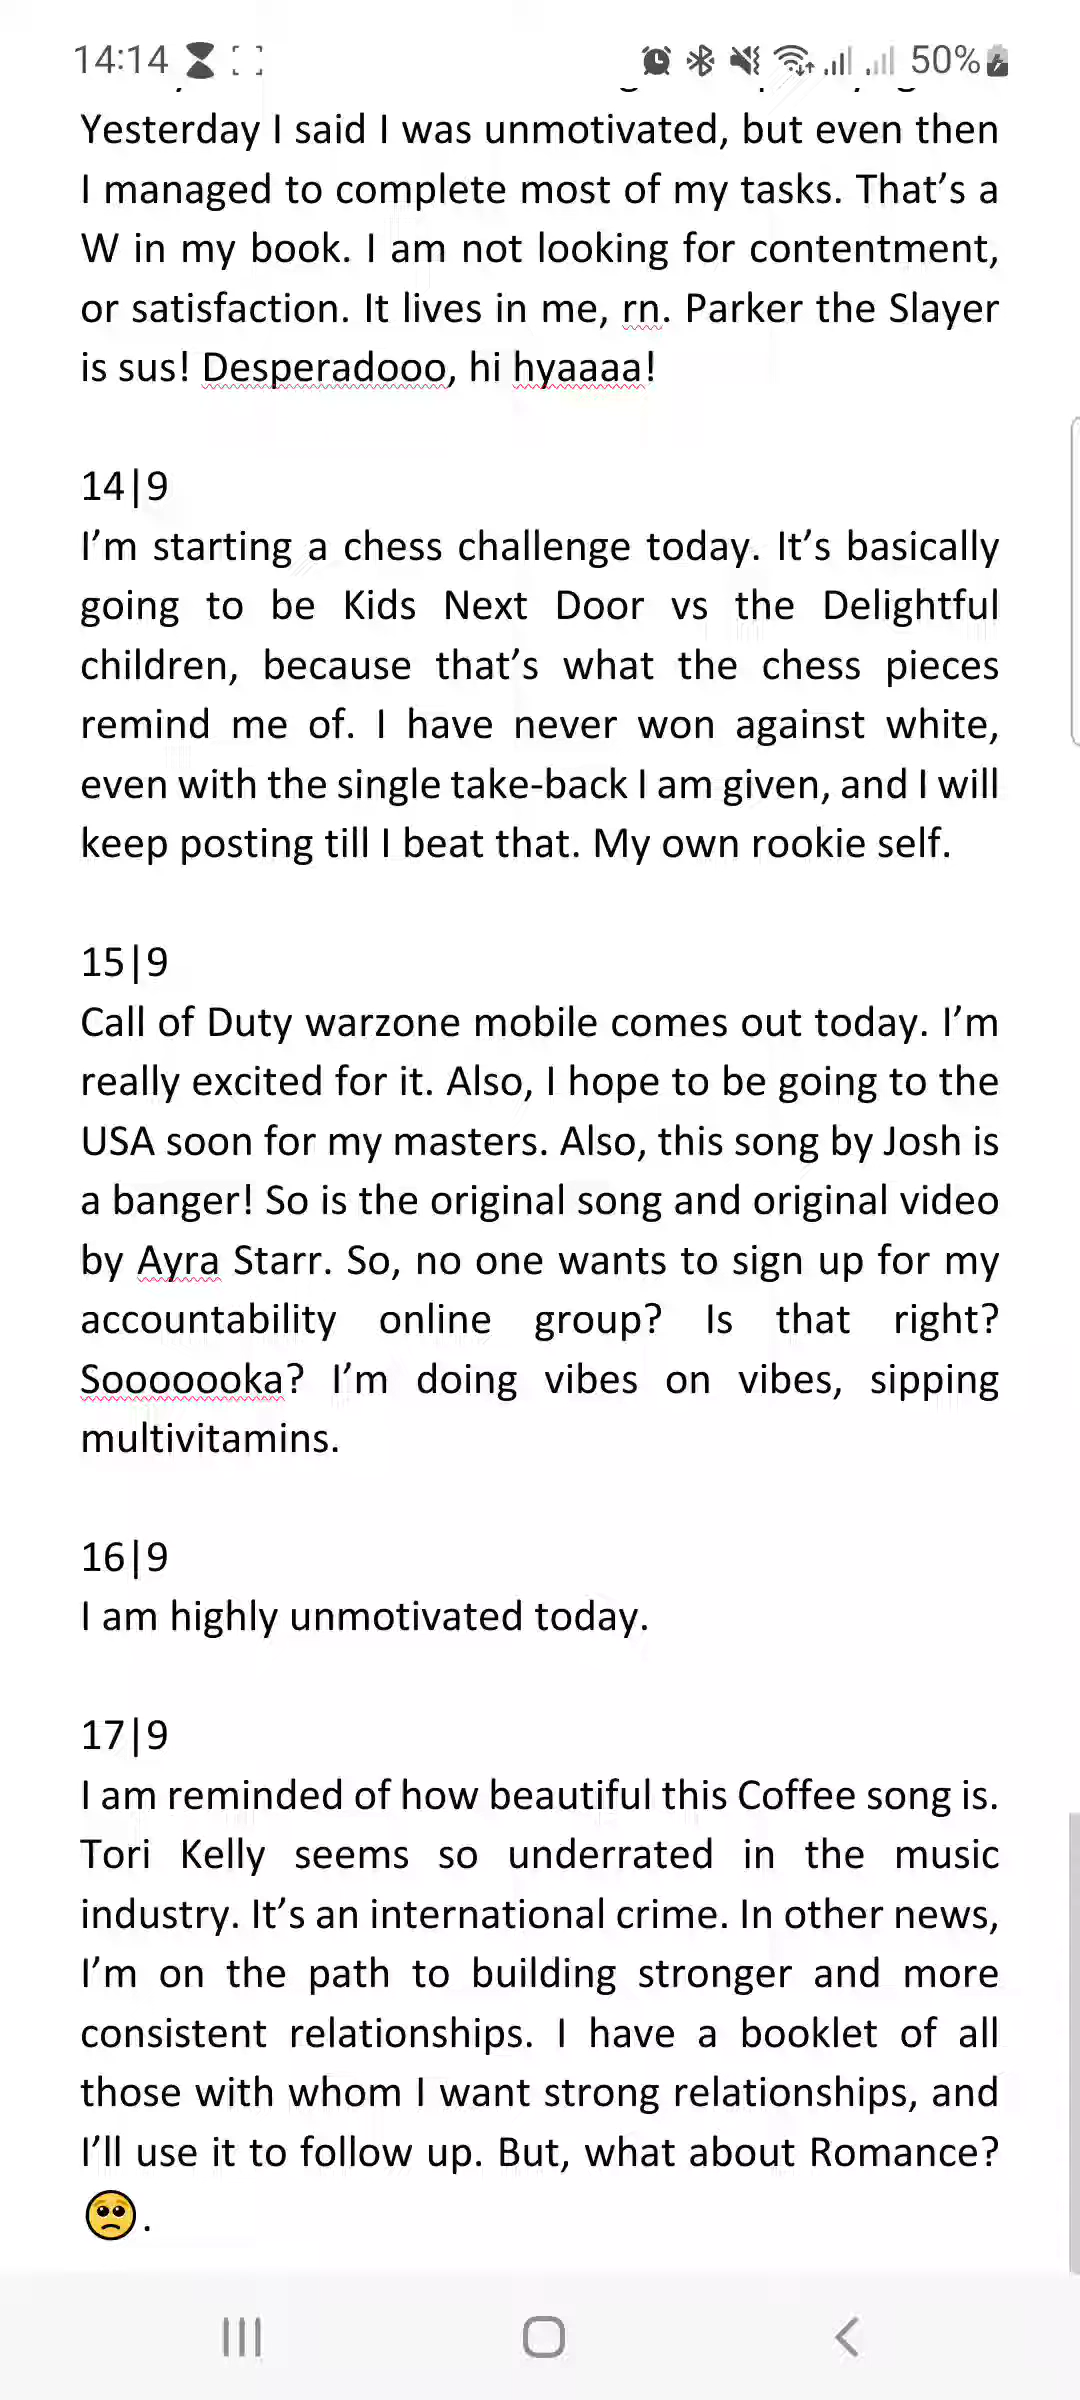 14:14
50%
Yesterday I said I was unmotivated, but even then
I managed to complete most of my tasks. That’s a
W in my book. I am not looking for contentment,
or satisfaction. It lives in me, rn. Parker the Slayer
is sus! Desperadooo, hi hyaaaa!
14|9
I’m starting a chess challenge today. It’s basically
going to be Kids Next Door vs the Delightful
children, because that’s what the chess pieces
remind me of. I have never won against white,
even with the single take-back I am given, and I will
keep posting till I beat that. My own rookie self.
15|9
Call of Duty warzone mobile comes out today. I’m
really excited for it. Also, I hope to be going to the
USA soon for my masters. Also, this song by Josh is
a banger! So is the original song and original video
by Ayra Starr. So, no one wants to sign up for my
accountability online group? Is that right?
Sooooooka? I’m doing vibes on vibes, sipping
multivitamins.
16|9
I am highly unmotivated today.
17|9
I am reminded of how beautiful this Coffee song is.
Tori Kelly seems so underrated in the music
industry. It’s an international crime. In other news,
I’m on the path to building stronger and more
consistent relationships. I have a booklet of all
those with whom I want strong relationships, and
I’ll use it to follow up. But, what about Romance?
🥺.